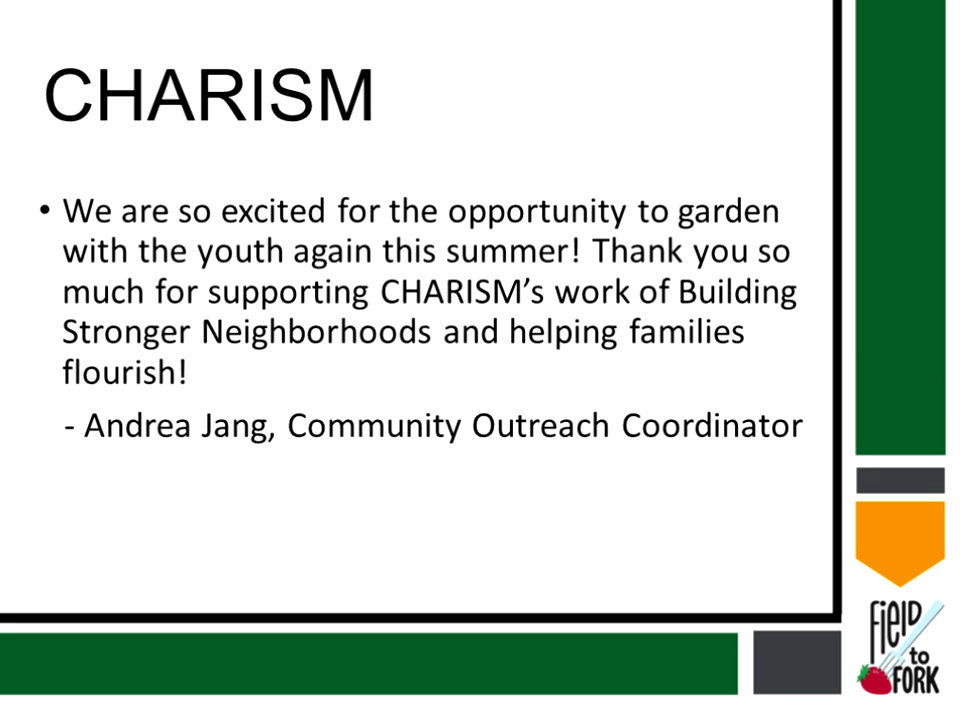 CHARISM
• We are so excited for the opportunity to garden
with the youth again this summer! Thank you so
much for supporting CHARISM’s work of Building
Stronger Neighborhoods and helping families
flourish!
- Andrea Jang, Community Outreach Coordinator
FiELD
to
FORK